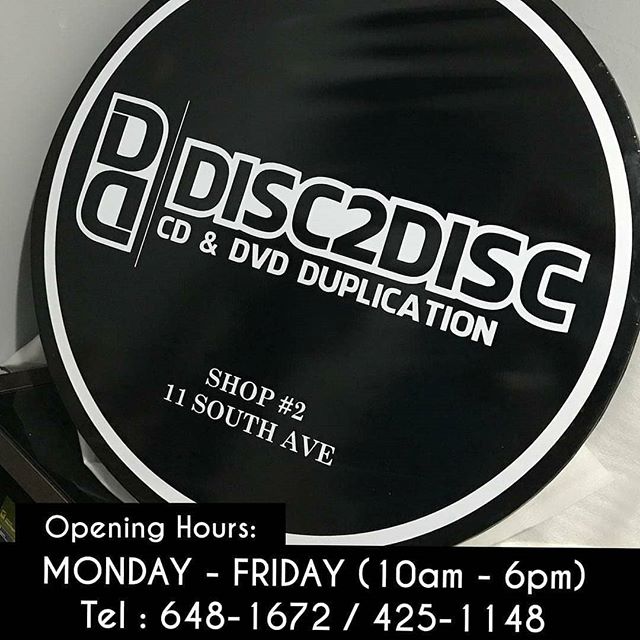 DD
DISC2DISC
CD & DVD DUPLICATION
SHOP #2
11 SOUTH AVE
Opening Hours:
MONDAY - FRIDAY (10am - 6pm)
Tel : 648-1672 / 425-1148